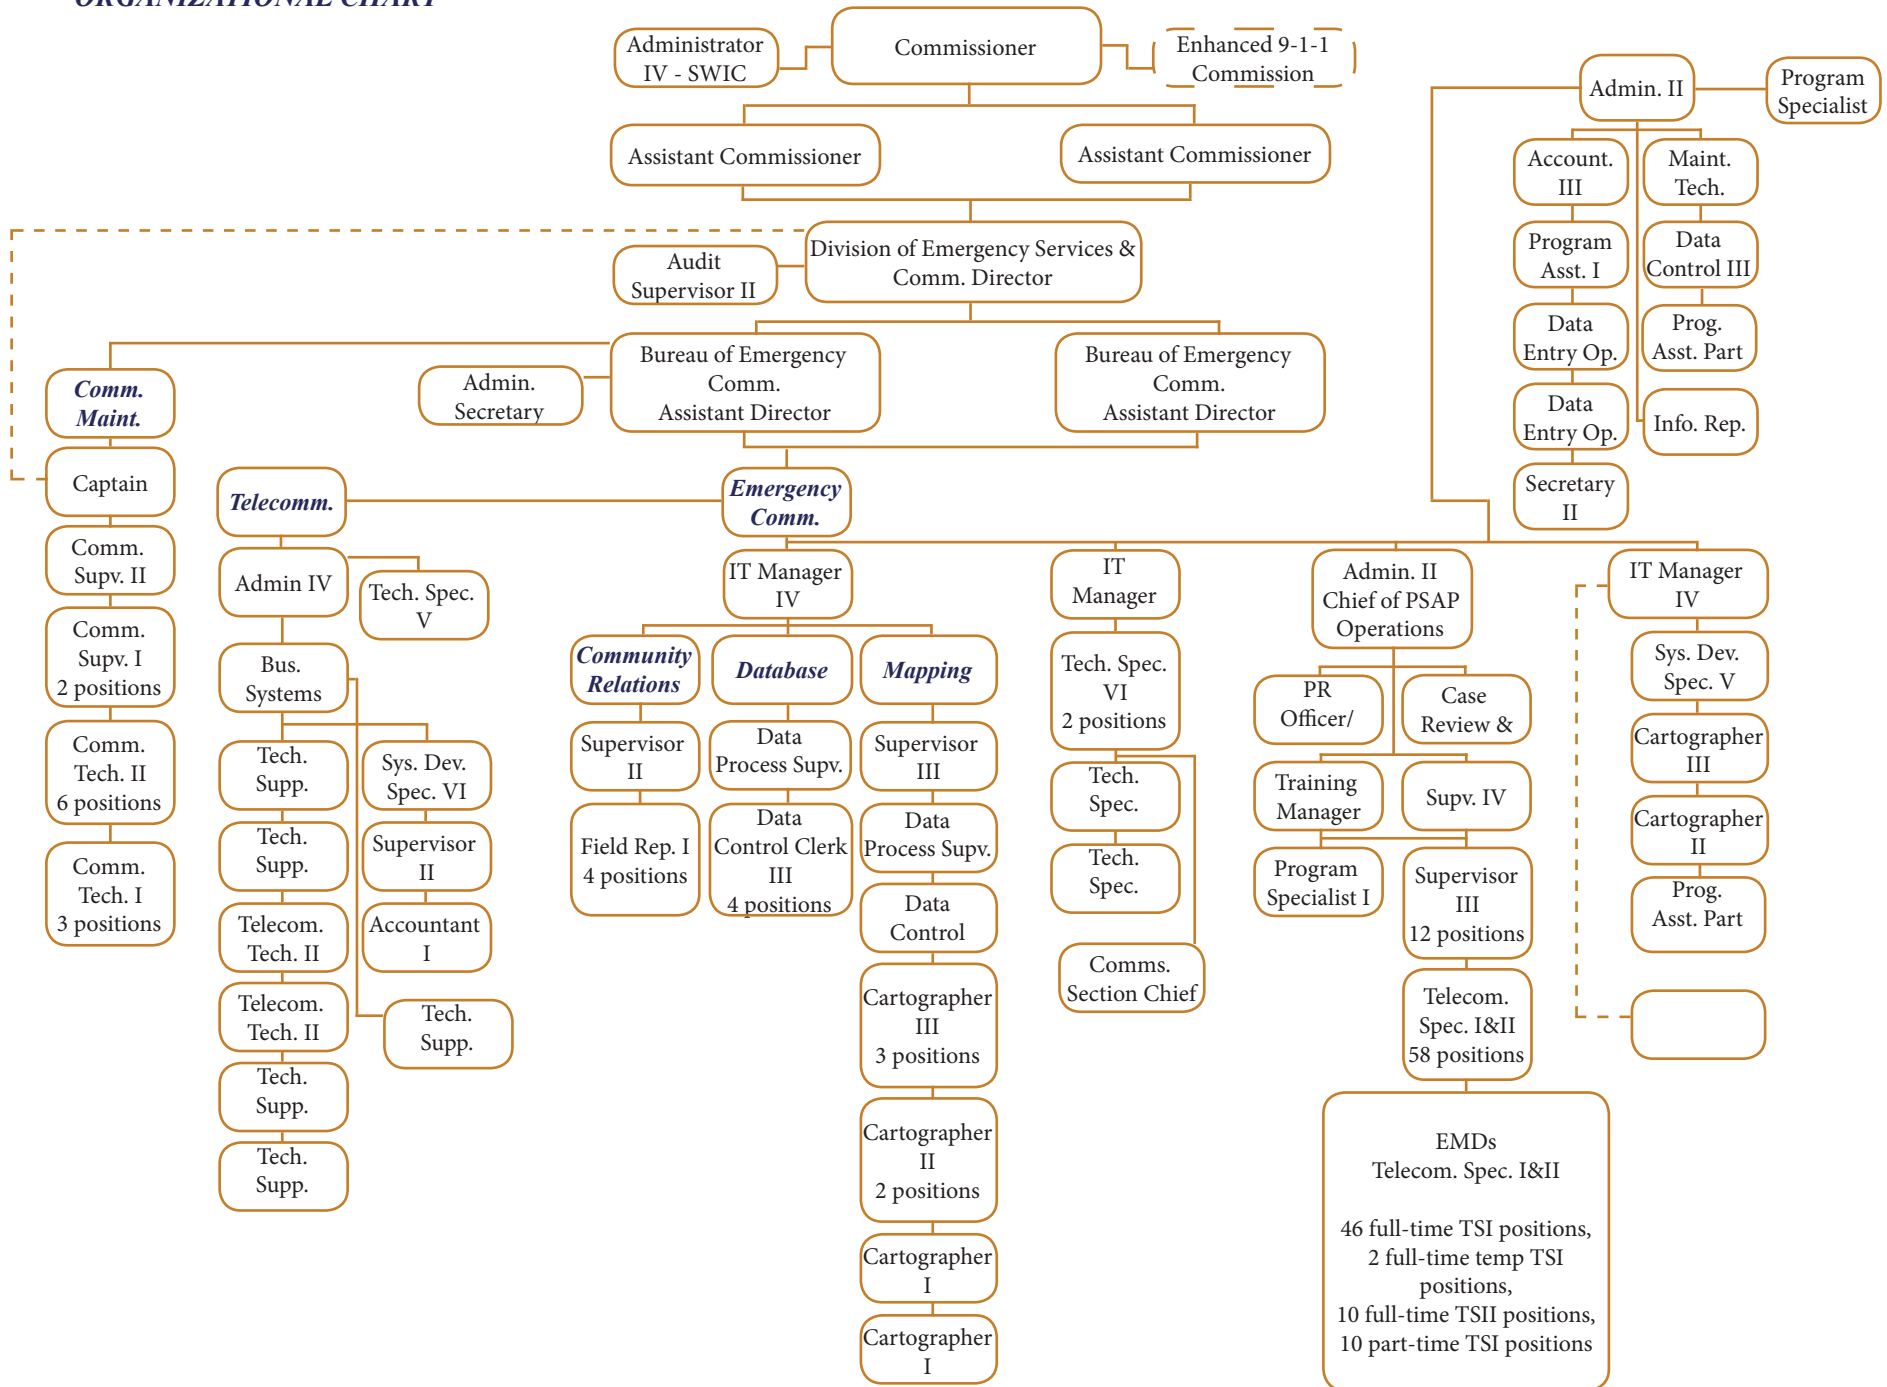 ORGANIZATIONAL CHART
Administrator
IV - SWIC
Commissioner
Enhanced 9-1-1
Commission
Assistant Commissioner
Assistant Commissioner
Division of Emergency Services &
Comm. Director
Audit
Supervisor II
Bureau of Emergency
Comm.
Assistant Director
Bureau of Emergency
Comm.
Assistant Director
Admin.
Secretary
Comm.
Maint.
Captain
Comm.
Supv. II
Comm.
Supv. I
2 positions
Comm.
Tech. II
6 positions
Comm.
Tech. I
3 positions
Telecomm.
Admin IV
Tech. Spec.
V
Bus.
Systems
Tech.
Supp.
Tech.
Supp.
Telecom.
Tech. II
Telecom.
Tech. II
Tech.
Supp.
Tech.
Supp.
Sys. Dev.
Spec. VI
Supervisor
II
Accountant
I
Tech.
Supp.
Emergency
Comm.
IT Manager
IV
Community
Relations
Supervisor
II
Field Rep. I
4 positions
Database
Data
Process Supv.
Data
Control Clerk
III
4 positions
Mapping
Supervisor
III
Data
Process Supv.
Data
Control
Cartographer
III
3 positions
Cartographer
II
2 positions
Cartographer
I
Cartographer
I
IT
Manager
Tech. Spec.
VI
2 positions
Tech.
Spec.
Tech.
Spec.
Comms.
Section Chief
Admin. II
Chief of PSAP
Operations
PR
Officer/
Case
Review &
Training
Manager
Supv. IV
Program
Specialist I
Supervisor
III
12 positions
Telecom.
Spec. I&II
58 positions
EMDs
Telecom. Spec. I&II
46 full-time TSI positions,
2 full-time temp TSI
positions,
10 full-time TSII positions,
10 part-time TSI positions
IT Manager
IV
Sys. Dev.
Spec. V
Cartographer
III
Cartographer
II
Prog.
Asst. Part
Admin. II
Program
Specialist
Account.
III
Program
Asst. I
Data
Entry Op.
Data
Entry Op.
Secretary
II
Maint.
Tech.
Data
Control III
Prog.
Asst. Part
Info. Rep.